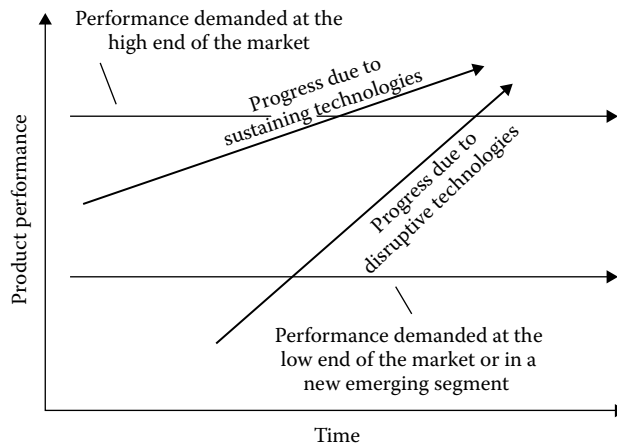 Performance demanded at the
high end of the market
Progress due to
sustaining technologies
Progress due to
disruptive technologies
Product performance
Performance demanded at the
low end of the market or in a
new emerging segment
Time